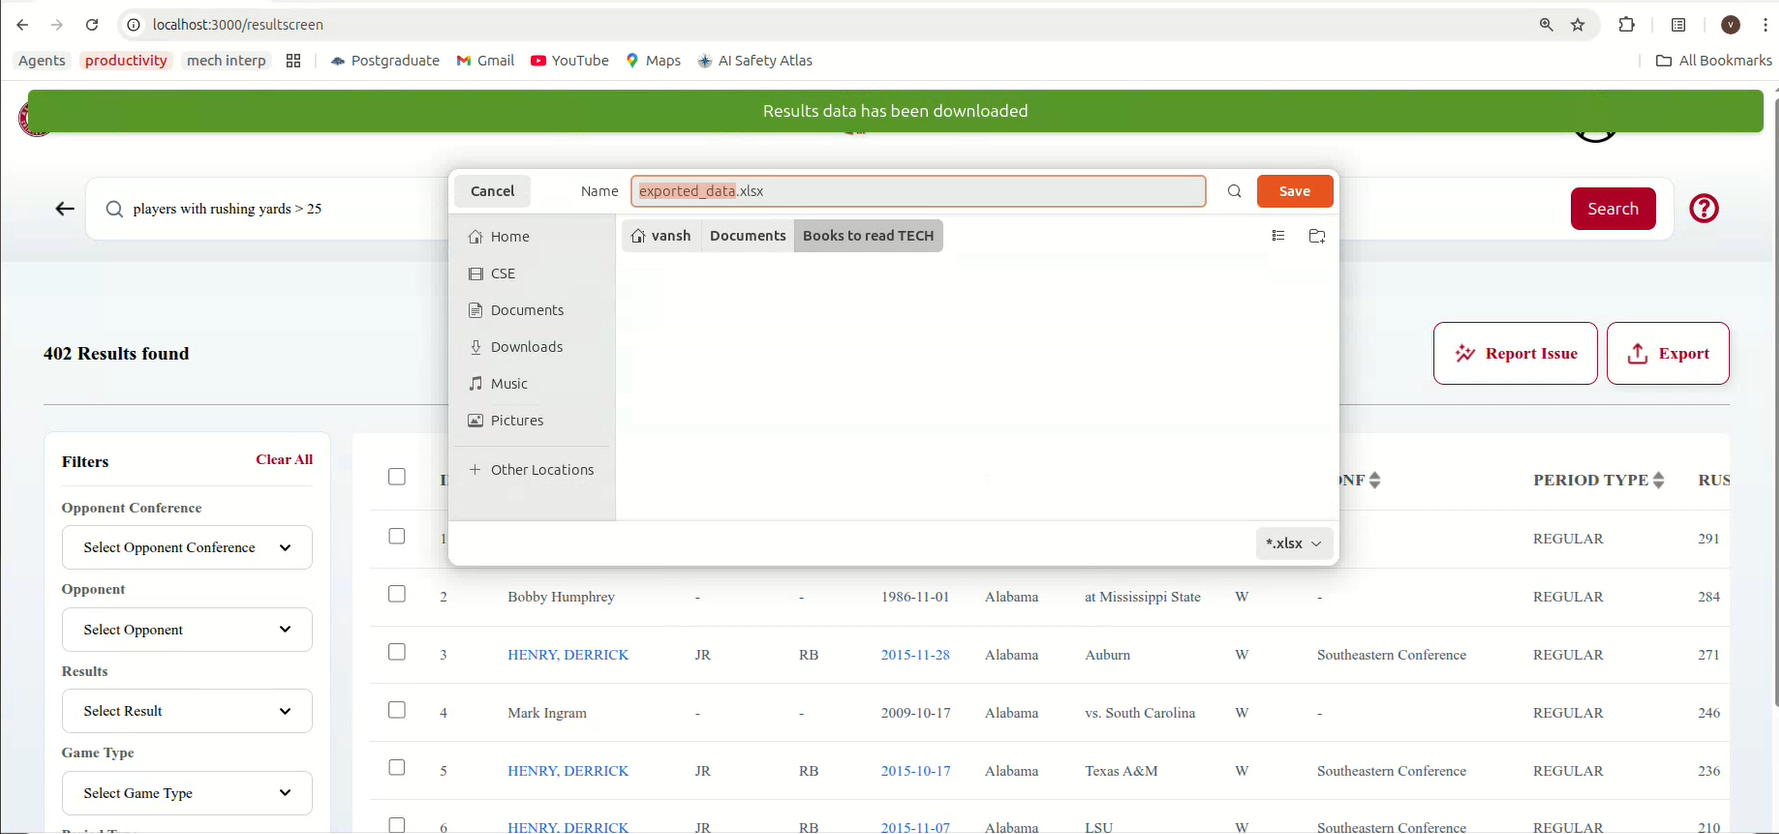 localhost:3000/resultscreen
V
Agents productivity mech interp Postgraduate Gmail YouTube Maps AI Safety Atlas All Bookmarks
Results data has been downloaded
Cancel Name exported_data.xlsx Save
players with rushing yards > 25 Search ?
vansh Documents Books to read TECH
Home
CSE
Documents
Downloads
Music
Pictures
+ Other Locations
*.xlsx
402 Results found Report Issue Export
Filters Clear All
Opponent Conference
Select Opponent Conference
Opponent
Select Opponent
Results
Select Result
Game Type
Select Game Type
PERIOD TYPE
1 REGULAR 291
2 Bobby Humphrey - - 1986-11-01 Alabama at Mississippi State W - REGULAR 284
3 HENRY, DERRICK JR RB 2015-11-28 Alabama Auburn W Southeastern Conference REGULAR 271
4 Mark Ingram - - 2009-10-17 Alabama vs. South Carolina W - REGULAR 246
5 HENRY, DERRICK JR RB 2015-10-17 Alabama Texas A&M W Southeastern Conference REGULAR 236
6 HENRY, DERRICK JR RB 2015-11-07 Alabama LSU W Southeastern Conference REGULAR 210